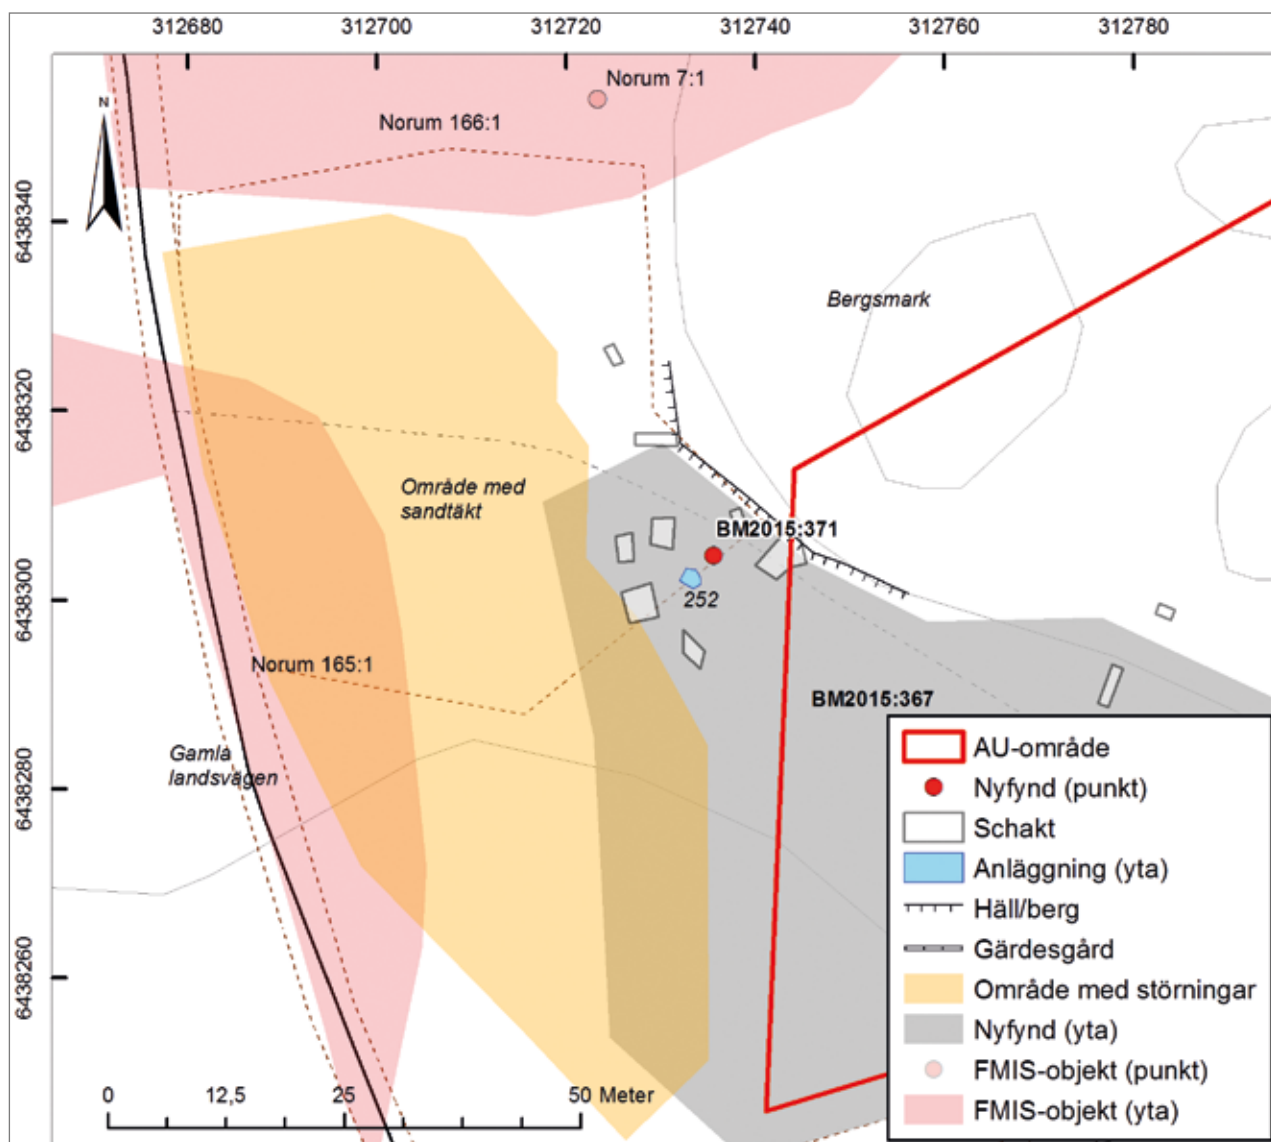 312680 312700 312720 312740 312760 312780
Norum 7:1
N
Norum 166:1
6438340
Bergsmark
6438320
Område med
sandtäkt
BM2015:371
6438300
252
Norum 165:1
BM2015:367
Gamla
landsvägen
6438280
6438260
0 12,5 25 50 Meter
AU-område
Nyfynd (punkt)
Schakt
Anläggning (yta)
Häll/berg
Gärdesgård
Område med störningar
Nyfynd (yta)
FMIS-objekt (punkt)
FMIS-objekt (yta)